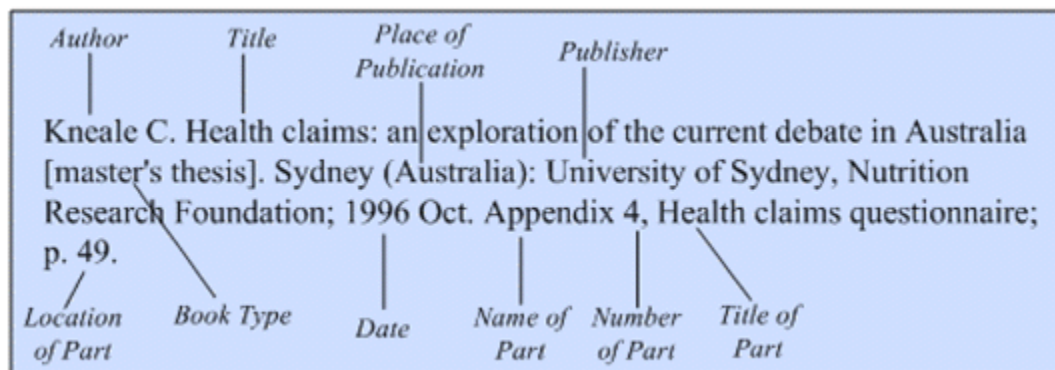 Author Title Place of Publication Publisher
Kneale C. Health claims: an exploration of the current debate in Australia
[master's thesis]. Sydney (Australia): University of Sydney, Nutrition
Research Foundation; 1996 Oct. Appendix 4, Health claims questionnaire;
p. 49.
Location of Part Book Type Date Name of Part Number of Part Title of Part